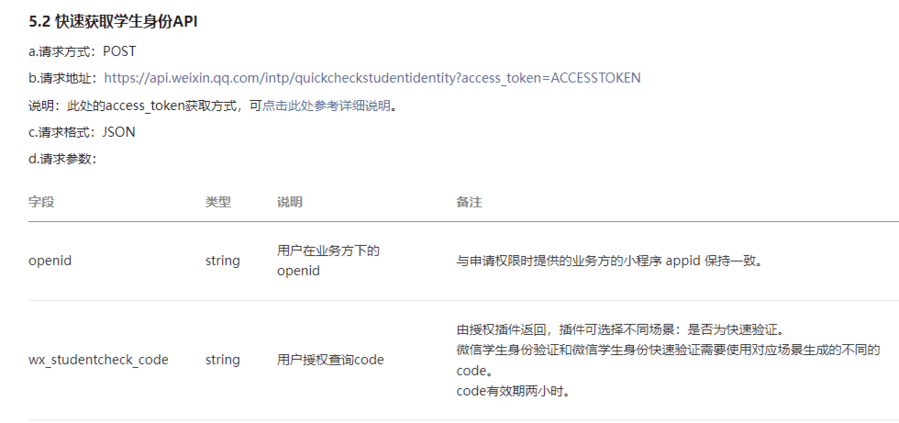 5.2 快速获取学生身份API
a.请求方式：POST
b.请求地址：https://api.weixin.qq.com/intp/quickcheckstudentidentity?access_token=ACCESSTOKEN
说明：此处的access_token获取方式，可点击此处参考详细说明。
c.请求格式：JSON
d.请求参数：
字段 类型 说明 备注
openid string 用户在业务方下的openid 与申请权限时提供的业务方的小程序 appid 保持一致。
wx_studentcheck_code string 用户授权查询code 由授权插件返回，插件可选择不同场景：是否为快速验证。
微信学生身份验证和微信学生身份快速验证需要使用对应场景生成的不同的
code。
code有效期两小时。